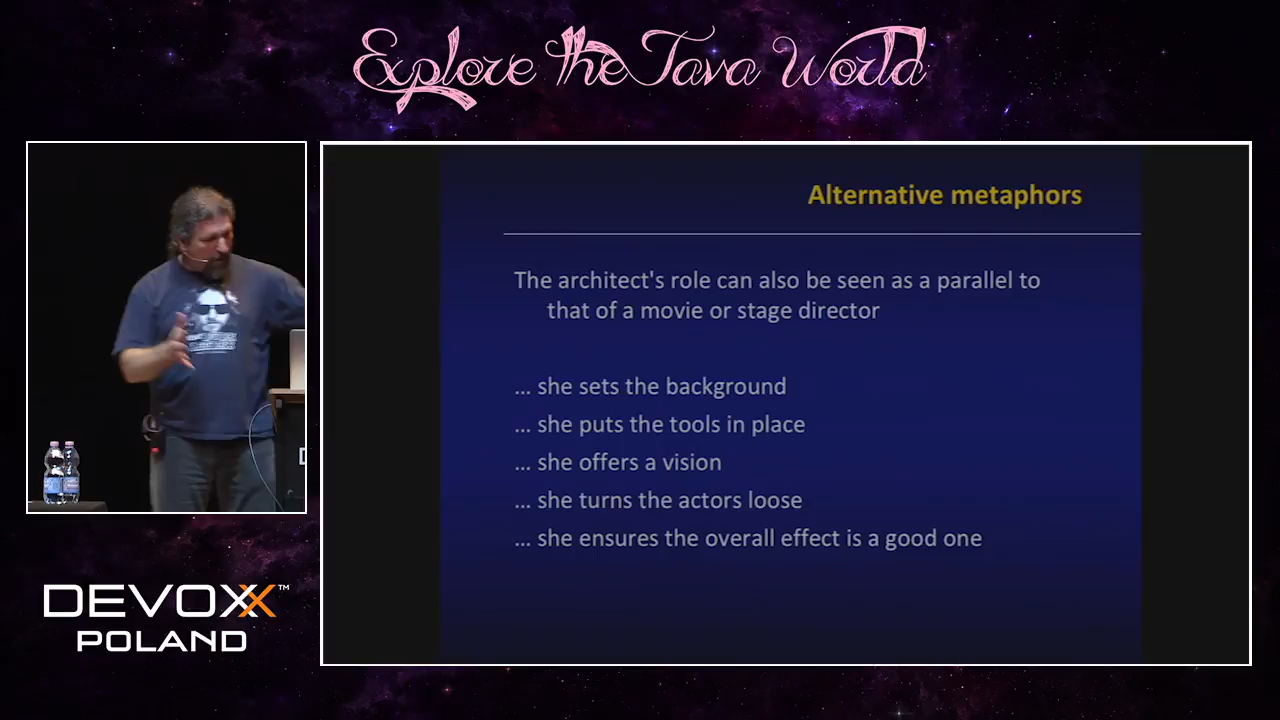 Explore the Java World
Alternative metaphors
The architect's role can also be seen as a parallel to
that of a movie or stage director
... she sets the background
... she puts the tools in place
... she offers a vision
... she turns the actors loose
... she ensures the overall effect is a good one
DEVOXX™
POLAND